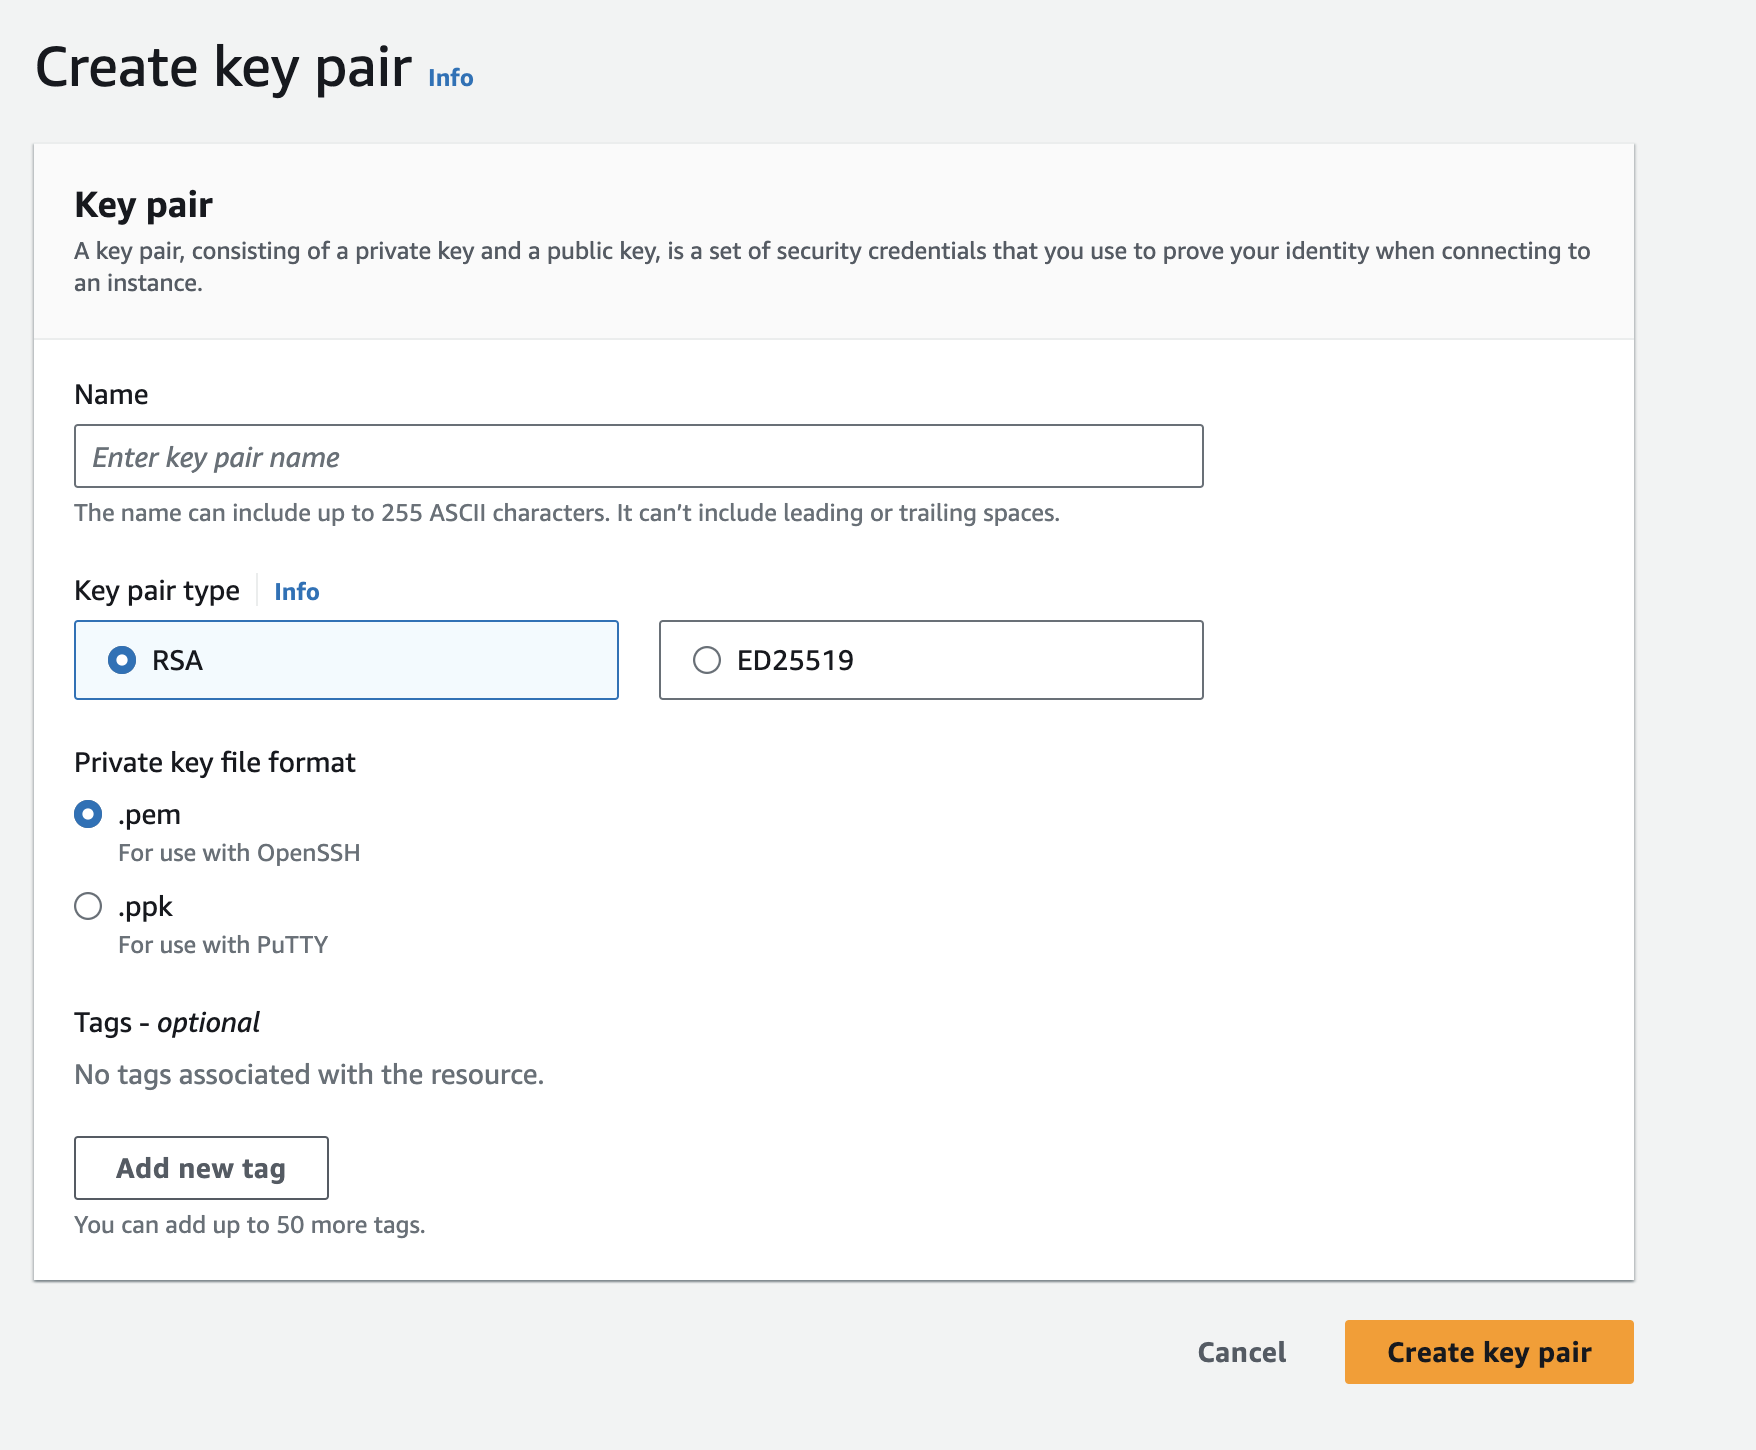 Create key pair Info
Key pair
A key pair, consisting of a private key and a public key, is a set of security credentials that you use to prove your identity when connecting to
an instance.
Name
Enter key pair name
The name can include up to 255 ASCII characters. It can’t include leading or trailing spaces.
Key pair type Info
RSA ED25519
Private key file format
.pem
For use with OpenSSH
.ppk
For use with PuTTY
Tags - optional
No tags associated with the resource.
Add new tag
You can add up to 50 more tags.
Cancel Create key pair